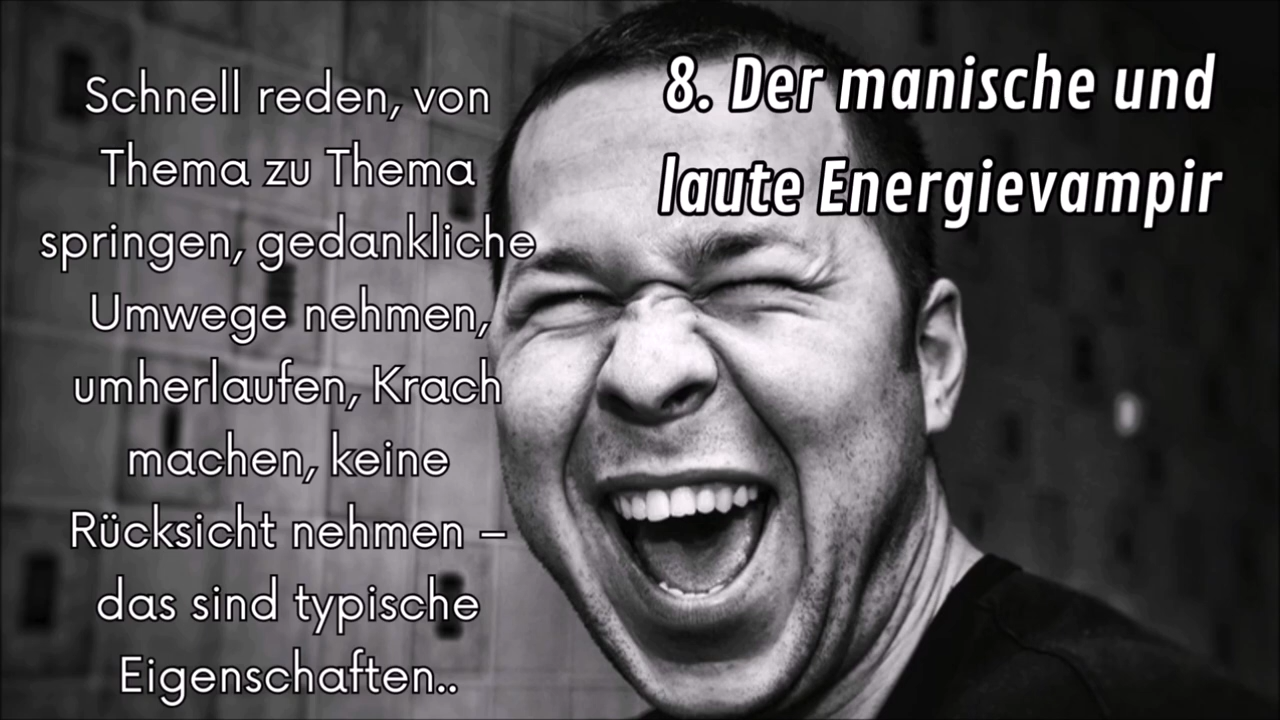 8. Der manische und
laute Energievampir
Schnell reden, von
Thema zu Thema
springen, gedankliche
Umwege nehmen,
umherlaufen, Krach
machen, keine
Rücksicht nehmen –
das sind typische
Eigenschaften..